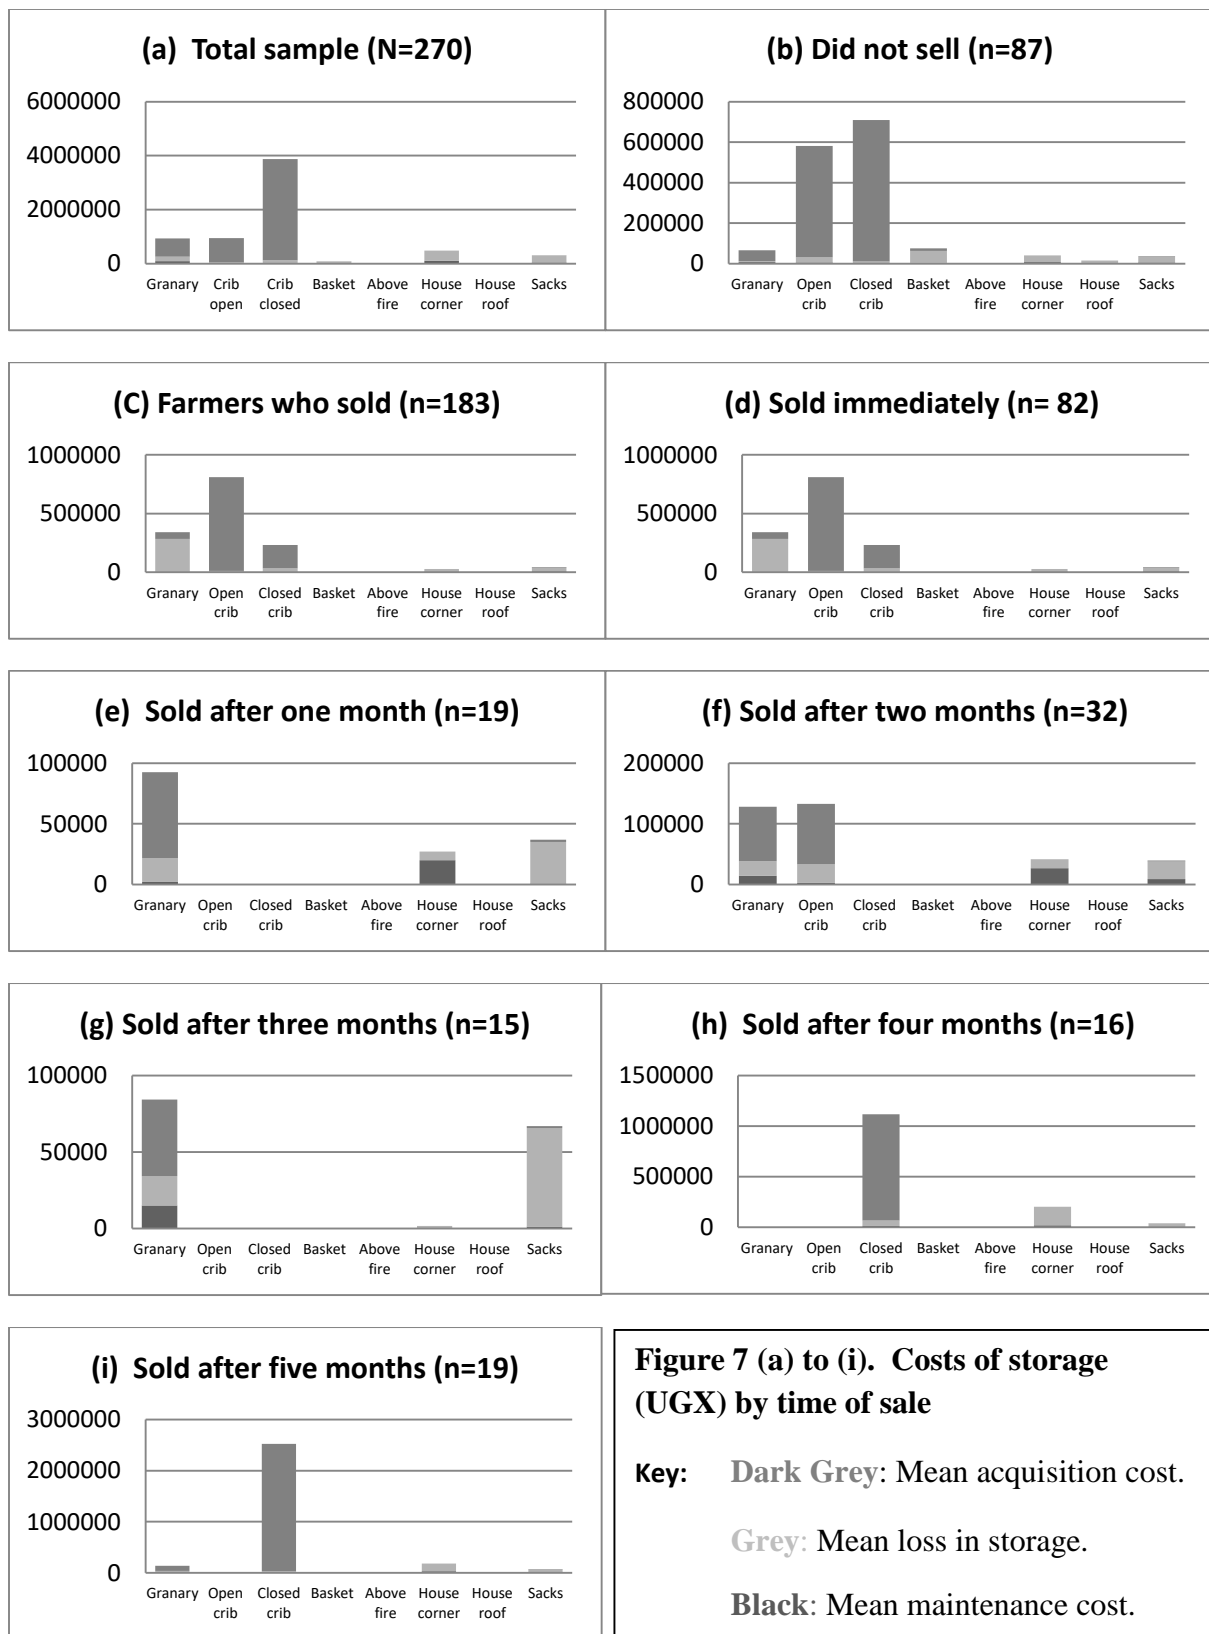 (a) Total sample (N=270)
6000000
4000000
2000000
0
Granary Crib open Crib closed Basket Above fire House corner House roof Sacks
(b) Did not sell (n=87)
800000
600000
400000
200000
0
Granary Open crib Closed crib Basket Above fire House corner House roof Sacks
(C) Farmers who sold (n=183)
1000000
500000
0
Granary Open crib Closed crib Basket Above fire House corner House roof Sacks
(d) Sold immediately (n= 82)
1000000
500000
0
Granary Open crib Closed crib Basket Above fire House corner House roof Sacks
(e) Sold after one month (n=19)
100000
50000
0
Granary Open crib Closed crib Basket Above fire House corner House roof Sacks
(f) Sold after two months (n=32)
200000
100000
0
Granary Open crib Closed crib Basket Above fire House corner House roof Sacks
(g) Sold after three months (n=15)
100000
50000
0
Granary Open crib Closed crib Basket Above fire House corner House roof Sacks
(h) Sold after four months (n=16)
1500000
1000000
500000
0
Granary Open crib Closed crib Basket Above fire House corner House roof Sacks
(i) Sold after five months (n=19)
3000000
2000000
1000000
0
Granary Open crib Closed crib Basket Above fire House corner House roof Sacks
Figure 7 (a) to (i). Costs of storage
(UGX) by time of sale
Key: Dark Grey: Mean acquisition cost.
Grey: Mean loss in storage.
Black: Mean maintenance cost.